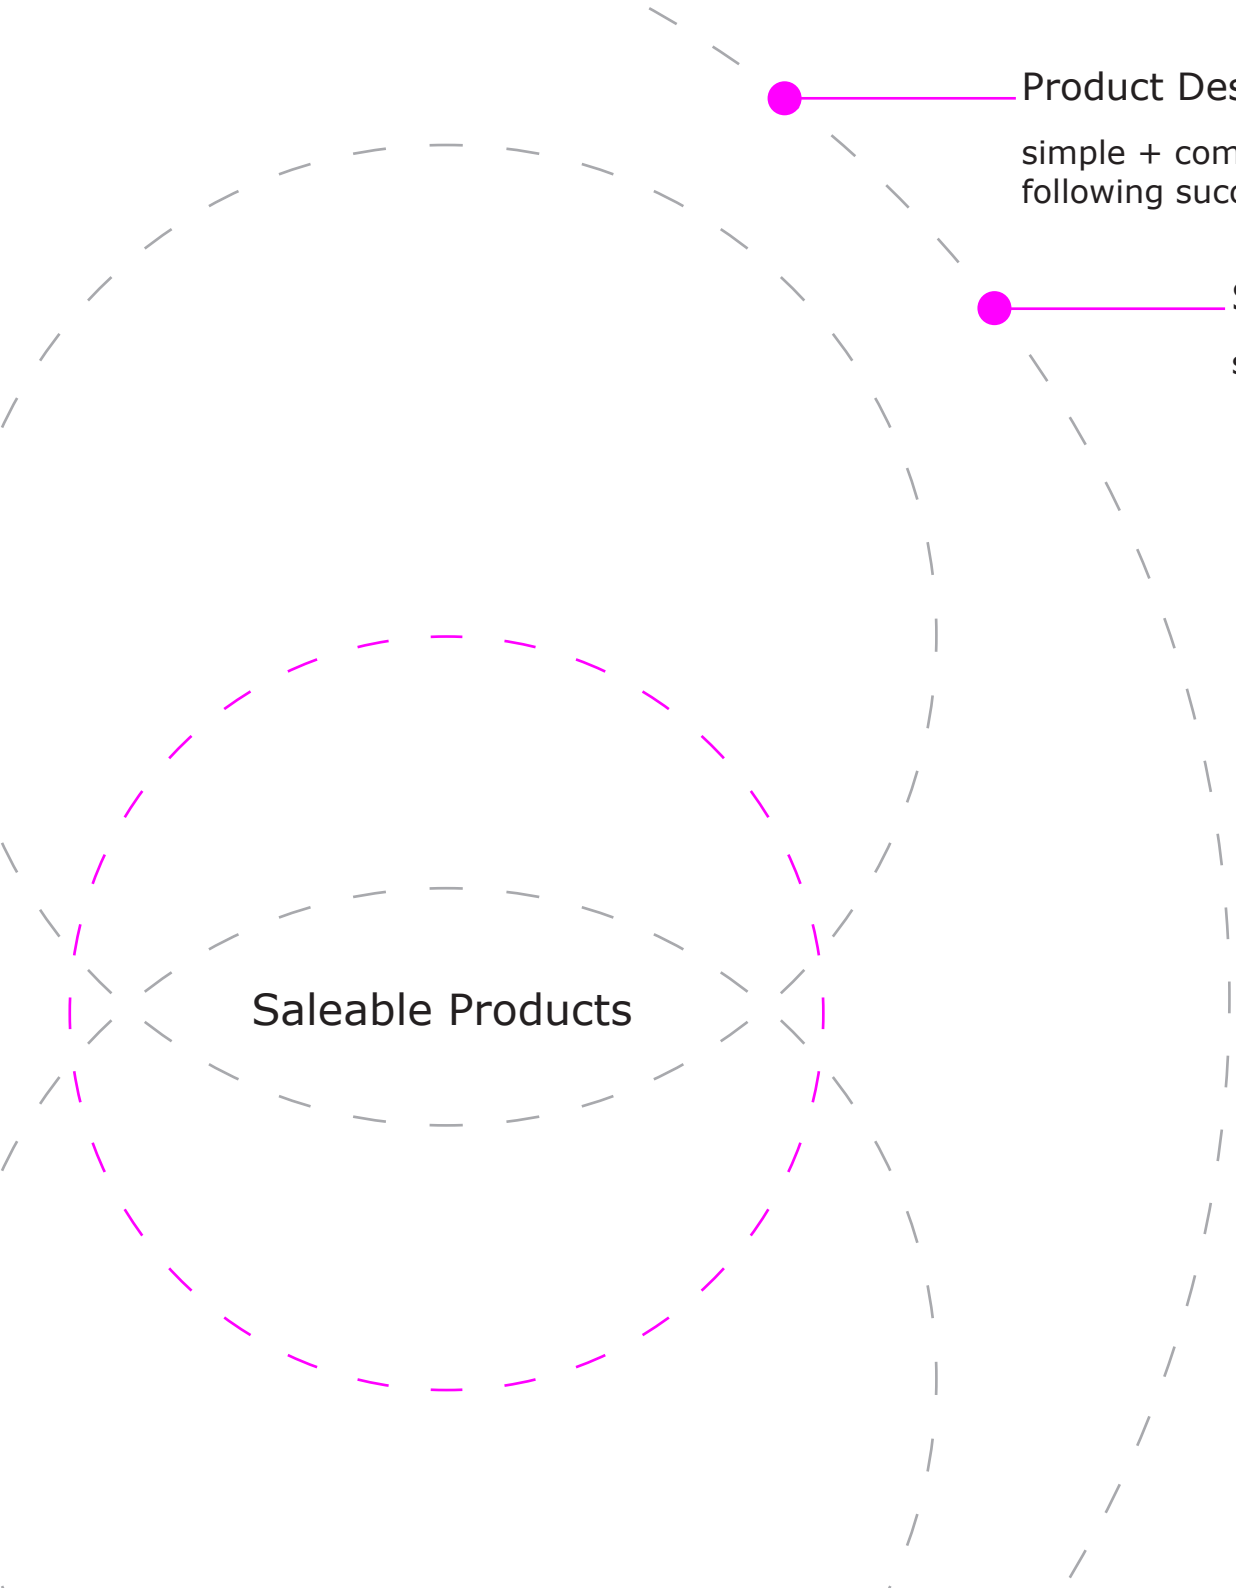 Product Des
simple + com
following succ
S
s
Saleable Products